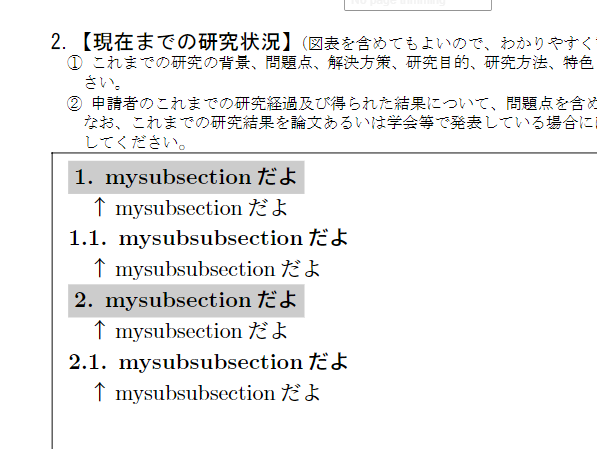 2.【現在までの研究状況】(図表を含めてもよいので、わかりやすく
① これまでの研究の背景、問題点、解決方策、研究目的、研究方法、特色
さい。
② 申請者のこれまでの研究経過及び得られた結果について、問題点を含め
なお、これまでの研究結果を論文あるいは学会等で発表している場合には
してください。
1. mysubsection だよ
↑ mysubsection だよ
1.1. mysubsubsection だよ
↑ mysubsubsection だよ
2. mysubsection だよ
↑ mysubsection だよ
2.1. mysubsubsection だよ
↑ mysubsubsection だよ